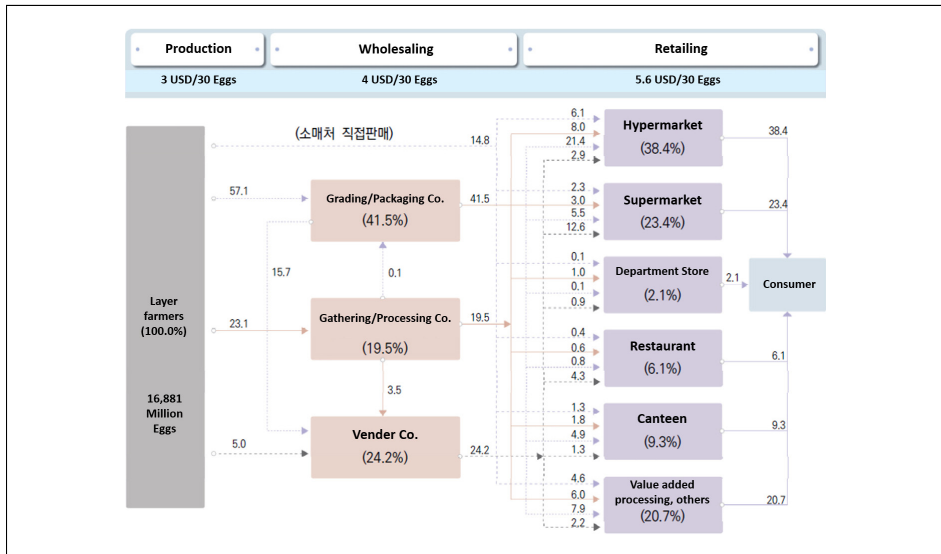 Production
Wholesaling
Retailing
3 USD/30 Eggs
4 USD/30 Eggs
5.6 USD/30 Eggs
Layer
farmers
(100.0%)
16,881
Million
Eggs
(소매처 직접판매)
14.8
57.1
Grading/Packaging Co.
(41.5%)
41.5
15.7
0.1
23.1
Gathering/Processing Co.
(19.5%)
19.5
3.5
5.0
Vender Co.
(24.2%)
24.2
6.1
8.0
21.4
2.9
Hypermarket
(38.4%)
38.4
2.3
3.0
5.5
12.6
Supermarket
(23.4%)
23.4
0.1
1.0
0.1
0.9
Department Store
(2.1%)
2.1
Consumer
0.4
0.6
0.8
4.3
Restaurant
(6.1%)
6.1
1.3
1.8
4.9
1.3
Canteen
(9.3%)
9.3
4.6
6.0
7.9
2.2
Value added
processing, others
(20.7%)
20.7